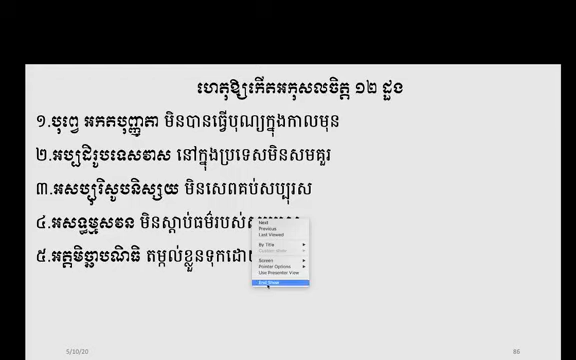 ហេតុឱ្យកើតអកុសលចិត្ត ១២ ដួង
១.បុព្វេ អកតបុញ្ញតា មិនបានធ្វើបុណ្យក្នុងកាលមុន
២.អប្បដិរូបទេសវាស នៅក្នុងប្រទេសមិនសមគួរ
៣.អសប្បុរិសូបនិស្សយ មិនសេពគប់សប្បុរស
៤.អសទ្ធម្មសវន មិនស្តាប់ធម៌របស់
៥.អត្តមិច្ឆាបណិធិ តម្កល់ខ្លួនទុកដោយ
Next
Previous
Last Viewed
By Title
Custom Show
Screen
Pointer Options
Use Presenter View
End Show
5/10/20
86